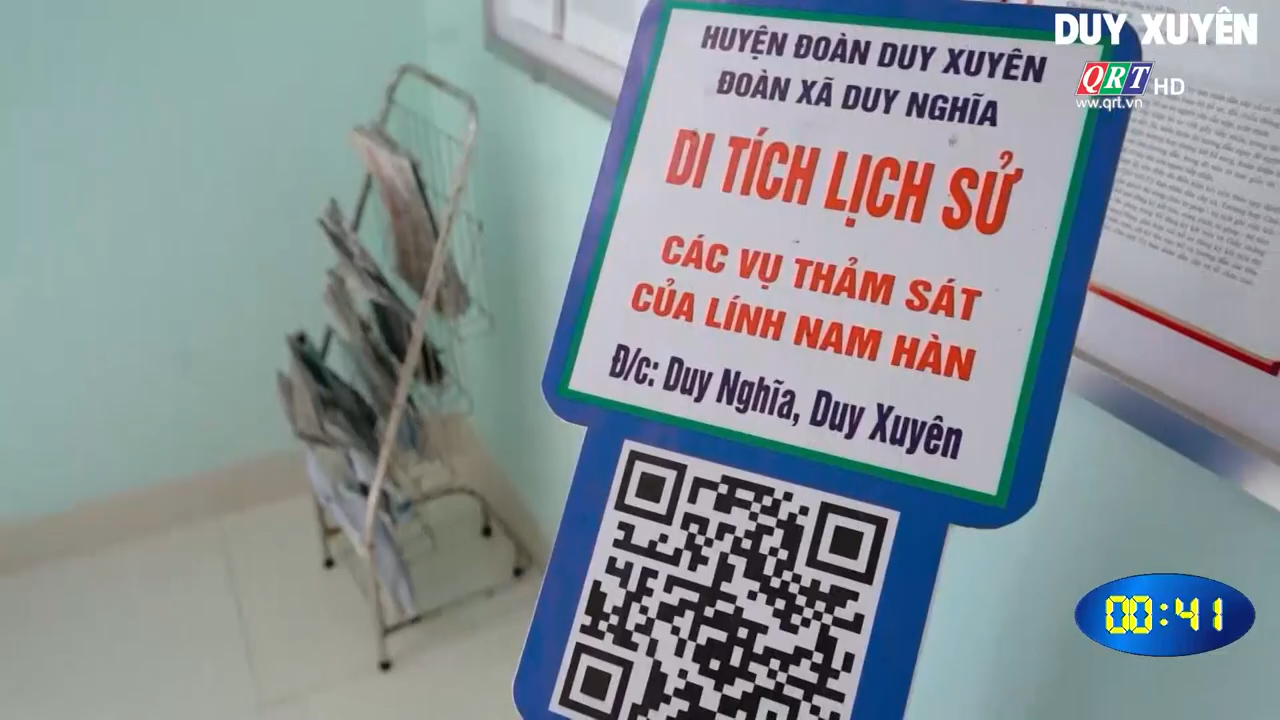 DUY XUYÊN
QRT HD
www.qrt.vn
HUYỆN ĐOÀN DUY XUYÊN
ĐOÀN XÃ DUY NGHĨA
DI TÍCH LỊCH SỬ
CÁC VỤ THẢM SÁT
CỦA LÍNH NAM HÀN
Đ/c: Duy Nghĩa, Duy Xuyên
00:41